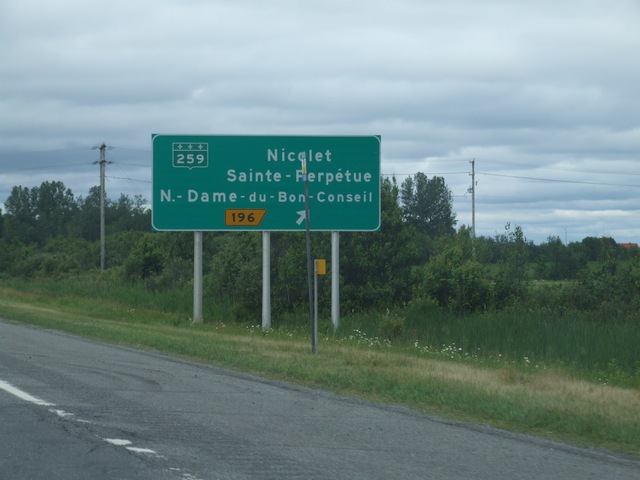 259
Nicolet
Sainte-Perpétue
N.-Dame-du-Bon-Conseil
196